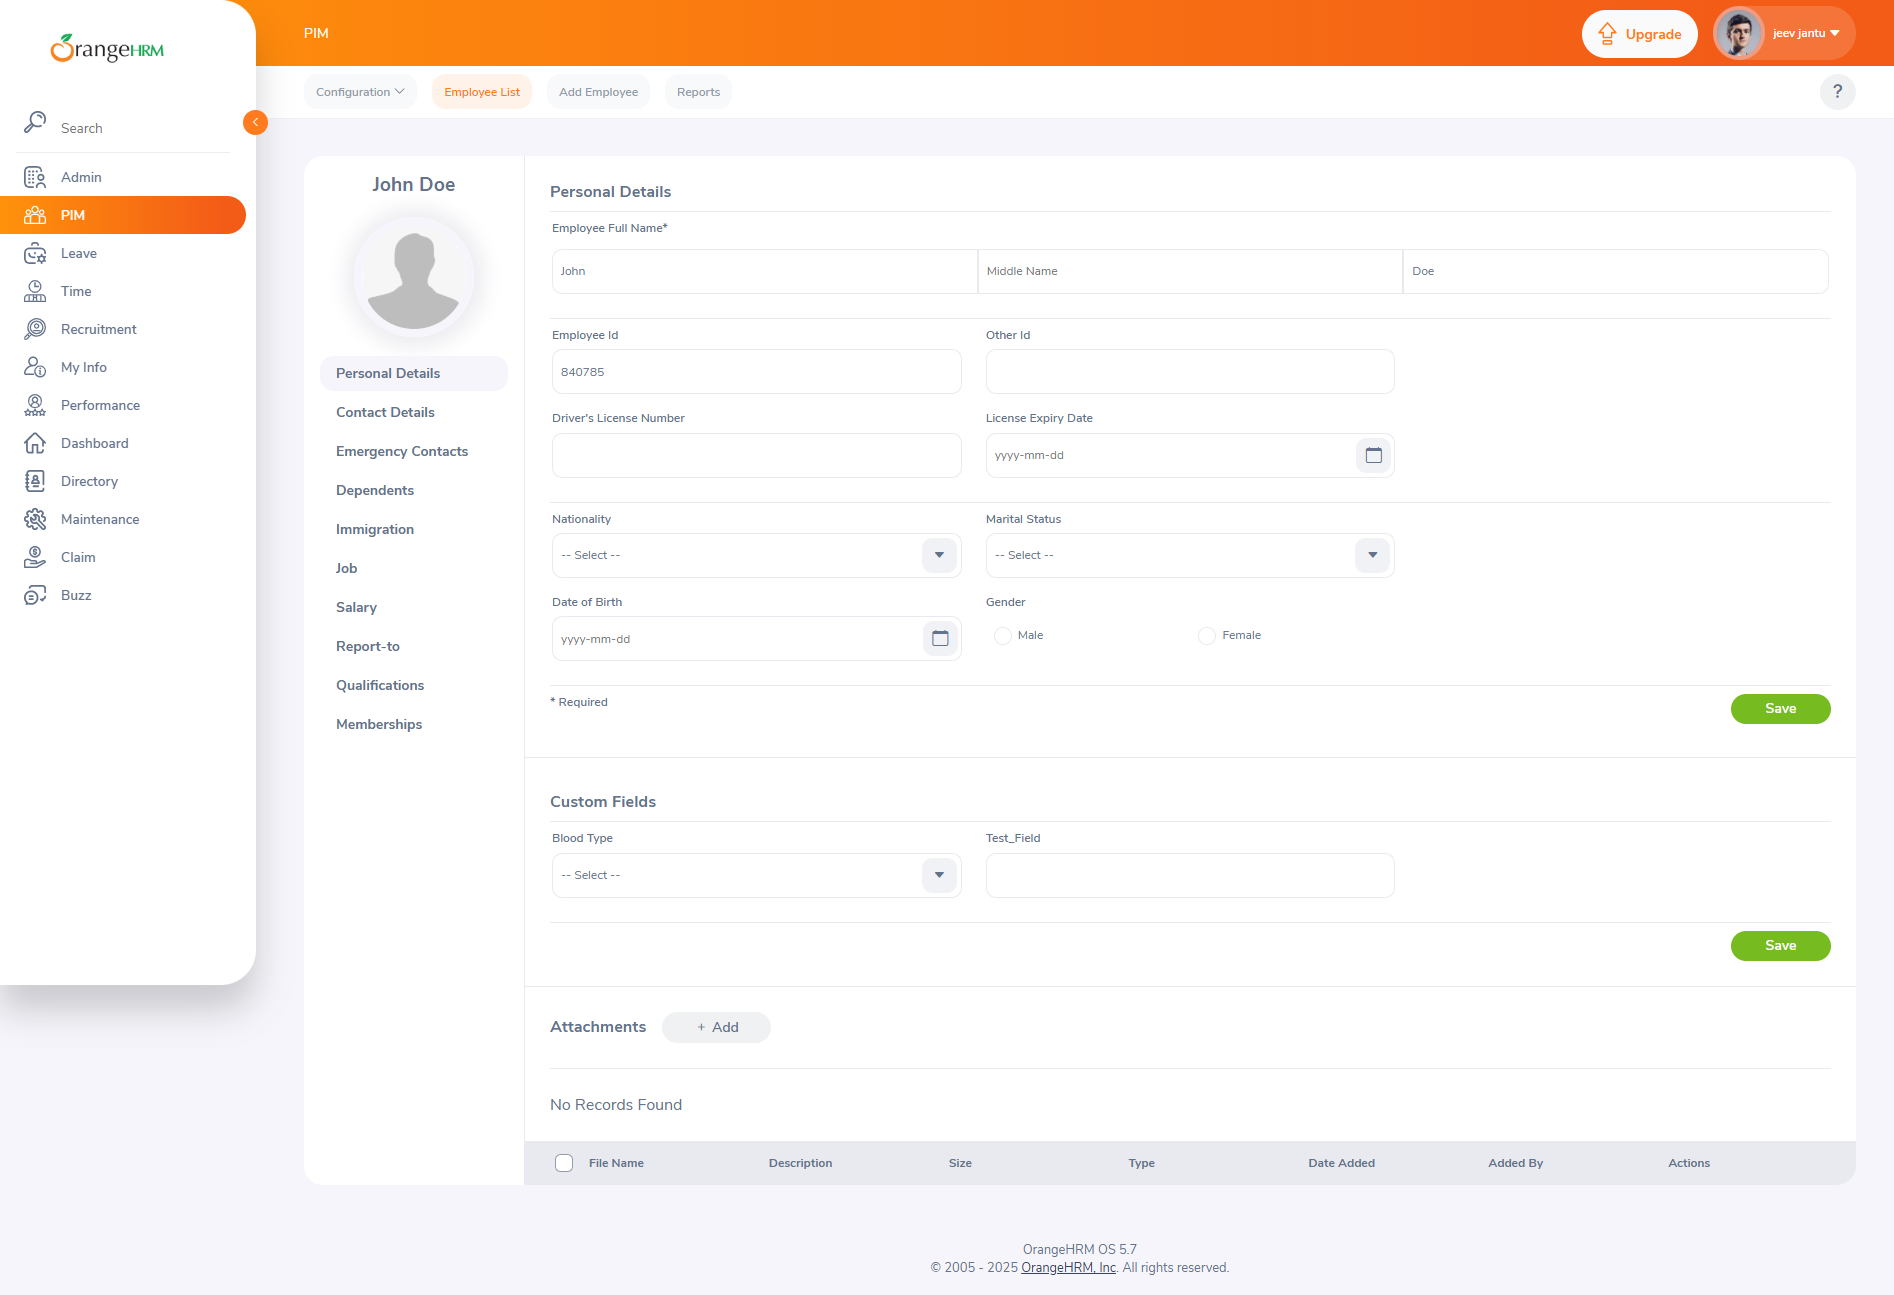 OrangeHRM
Search
Admin
PIM
Leave
Time
Recruitment
My Info
Performance
Dashboard
Directory
Maintenance
Claim
Buzz
PIM
Upgrade
jeev jantu
Configuration
Employee List
Add Employee
Reports
?
John Doe
Personal Details
Contact Details
Emergency Contacts
Dependents
Immigration
Job
Salary
Report-to
Qualifications
Memberships
Personal Details
Employee Full Name*
John Middle Name Doe
Employee Id Other Id
840785
Driver's License Number License Expiry Date
yyyy-mm-dd
Nationality Marital Status
-- Select -- -- Select --
Date of Birth Gender
yyyy-mm-dd Male Female
* Required
Save
Custom Fields
Blood Type Test_Field
-- Select --
Save
Attachments + Add
No Records Found
File Name Description Size Type Date Added Added By Actions
OrangeHRM OS 5.7
© 2005 - 2025 OrangeHRM, Inc. All rights reserved.